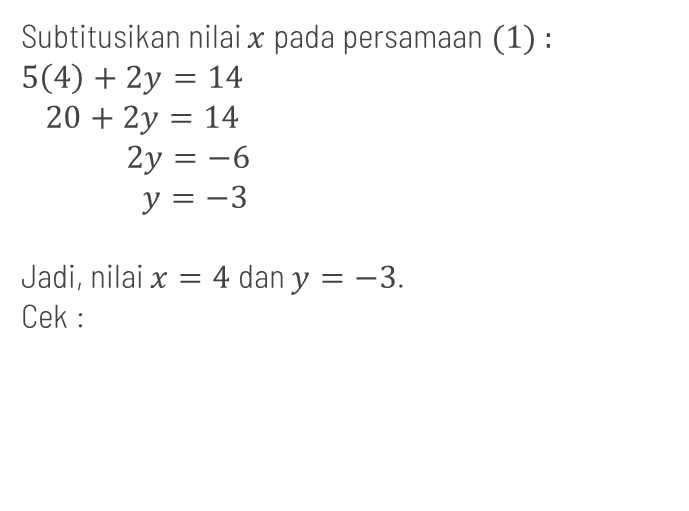 Subtitusikan nilai x pada persamaan (1) :
5(4) + 2y = 14
20 + 2y = 14
2y = −6
y = −3
Jadi, nilai x = 4 dan y = −3.
Cek :